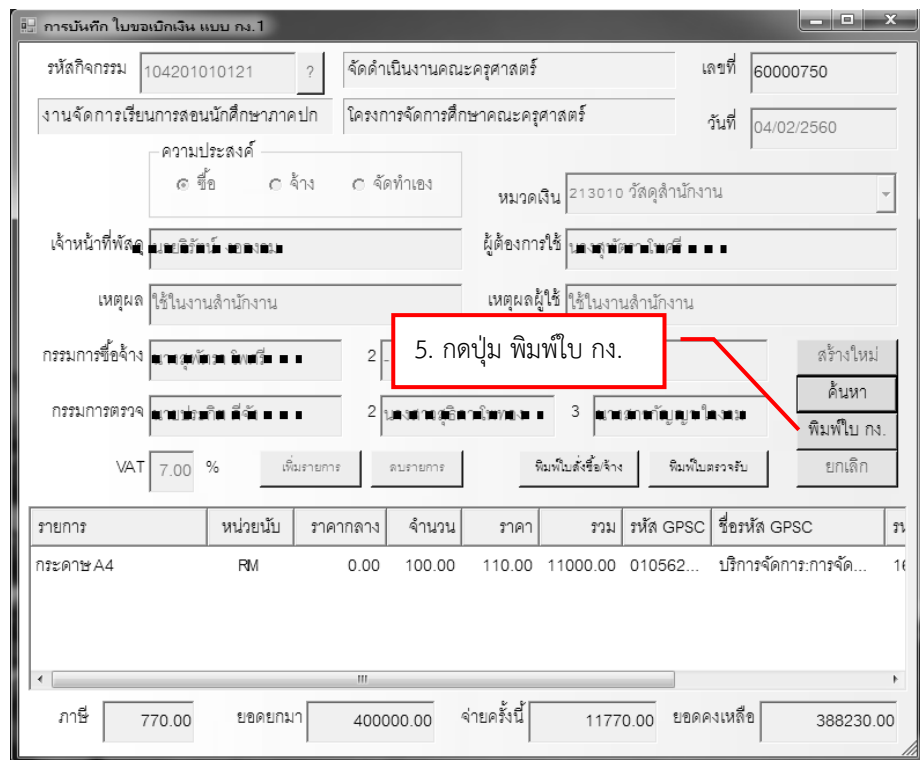 การบันทึก ใบขอเบิกเงิน แบบ กง.1
รหัสกิจกรรม 104201010121 ? จัดดำเนินงานคณะครุศาสตร์ เลขที่ 60000750
งานจัดการเรียนการสอนนักศึกษาภาคปก โครงการจัดการศึกษาคณะครุศาสตร์ วันที่ 04/02/2560
ความประสงค์
ซื้อ จ้าง จัดทำเอง หมวดเงิน 213010 วัสดุสำนักงาน
เจ้าหน้าที่พัสดุ ผู้ต้องการใช้
เหตุผล ใช้ในงานสำนักงาน เหตุผลผู้ใช้ ใช้ในงานสำนักงาน
5. กดปุ่ม พิมพ์ใบ กง.
กรรมการซื้อจ้าง 2 - สร้างใหม่
ค้นหา
กรรมการตรวจ 2 3 พิมพ์ใบ กง.
VAT 7.00 % เพิ่มรายการ ลบรายการ พิมพ์ใบสั่งซื้อ/จ้าง พิมพ์ใบตรวจรับ ยกเลิก
รายการ หน่วยนับ ราคากลาง จำนวน ราคา รวม รหัส GPSC ชื่อรหัส GPSC
กระดาษ A4 RM 0.00 100.00 110.00 11000.00 010562... บริการจัดการ:การจัด... 16
ภาษี 770.00 ยอดยกมา 400000.00 จ่ายครั้งนี้ 11770.00 ยอดคงเหลือ 388230.00